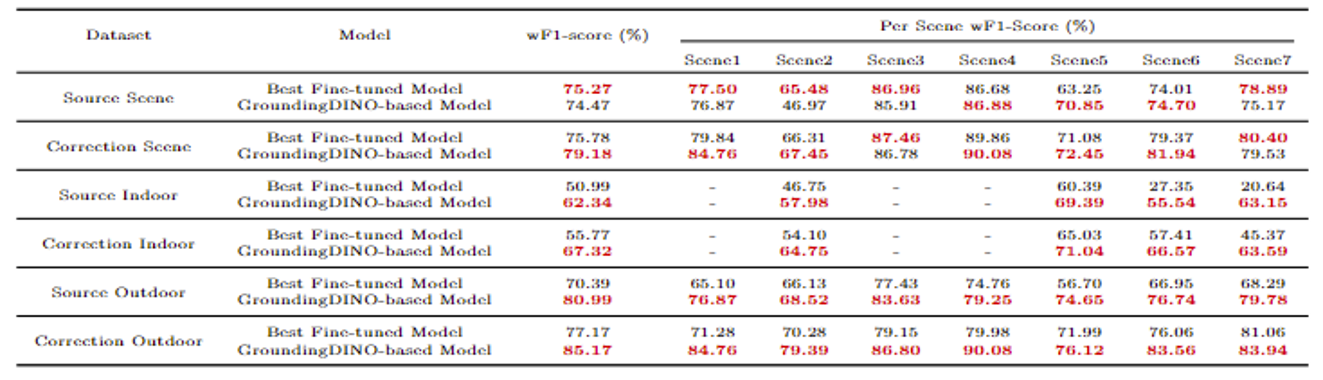 Dataset Model wF1-score (%) Per Scene wF1-Score (%)
Scene1 Scene2 Scene3 Scene4 Scene5 Scene6 Scene7
Source Scene
Best Fine-tuned Model 75.27 77.50 65.48 86.96 86.68 63.25 74.01 78.89
GroundingDINO-based Model 74.47 76.87 46.97 85.91 86.88 70.85 74.70 75.17
Correction Scene
Best Fine-tuned Model 75.78 79.84 66.31 87.46 89.86 71.08 79.37 80.40
GroundingDINO-based Model 79.18 84.76 67.45 86.78 90.08 72.45 81.94 79.53
Source Indoor
Best Fine-tuned Model 50.99 - 46.75 - - 60.39 27.35 20.64
GroundingDINO-based Model 62.34 - 57.98 - - 69.39 55.54 63.15
Correction Indoor
Best Fine-tuned Model 55.77 - 54.10 - - 65.03 57.41 45.37
GroundingDINO-based Model 67.32 - 64.75 - - 71.04 66.57 63.59
Source Outdoor
Best Fine-tuned Model 70.39 65.10 66.13 77.43 74.76 56.70 66.95 68.29
GroundingDINO-based Model 80.99 76.87 68.52 83.63 79.25 74.65 76.74 79.78
Correction Outdoor
Best Fine-tuned Model 77.17 71.28 70.28 79.15 79.98 71.99 76.06 81.06
GroundingDINO-based Model 85.17 84.76 79.39 86.80 90.08 76.12 83.56 83.94